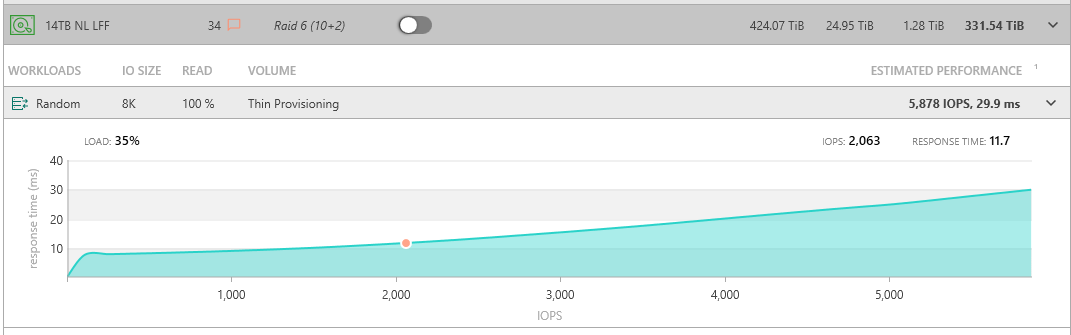 14TB NL LFF 34 Raid 6 (10+2) 424.07 TiB 24.95 TiB 1.28 TiB 331.54 TiB
WORKLOADS IO SIZE READ VOLUME ESTIMATED PERFORMANCE 1
Random 8K 100 % Thin Provisioning 5,878 IOPS, 29.9 ms
LOAD: 35% IOPS: 2,063 RESPONSE TIME: 11.7
response time (ms)
40
30
20
10
1,000 2,000 3,000 4,000 5,000
IOPS